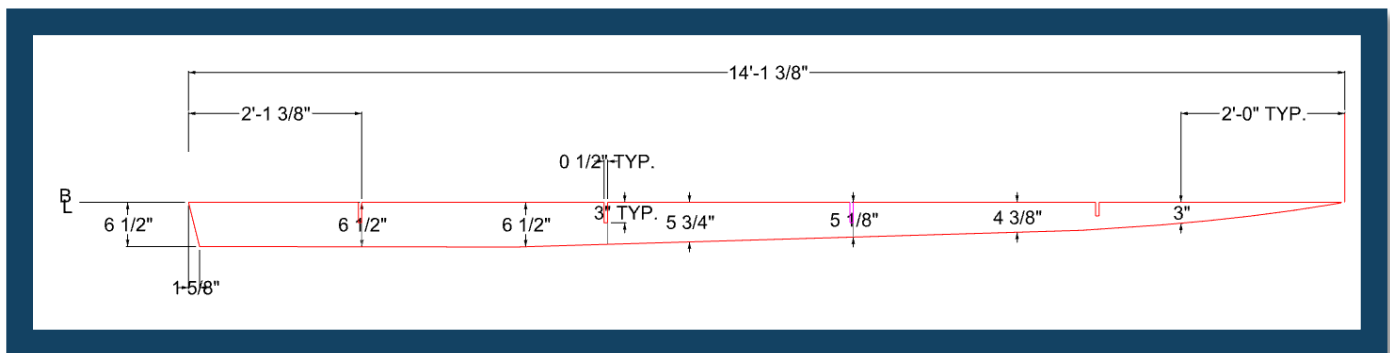 14'-1 3/8"
2'-1 3/8"
2'-0" TYP.
0 1/2" TYP.
B
L
6 1/2"
6 1/2"
6 1/2"
3" TYP.
5 3/4"
5 1/8"
4 3/8"
3"
1 5/8"